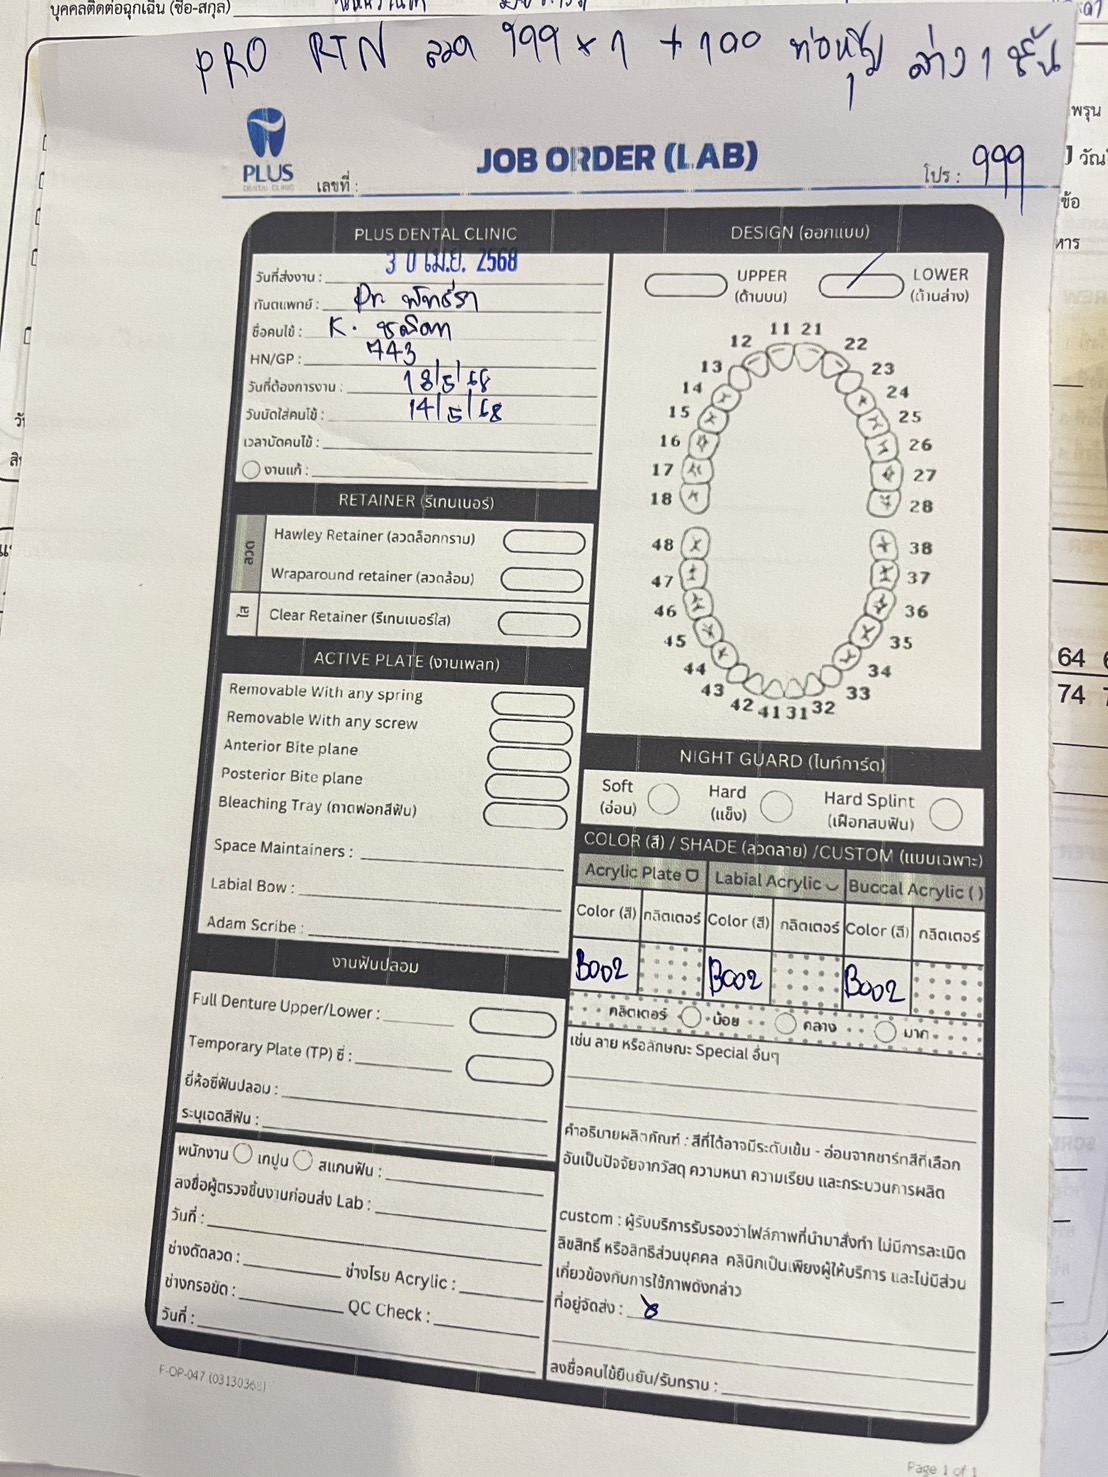 บุคคลติดต่อฉุกเฉิน (ชื่อ-สกุล)
PRO RTN ลวด 999 x 1 + 100 ล่าง 1 ชิ้น
PLUS
DENTAL CLINIC
เลขที่ :
JOB ORDER (LAB)
โปร : 999
PLUS DENTAL CLINIC
วันที่ส่งงาน : 30 เม.ย. 2568
ทันตแพทย์ : Dr.
ชื่อคนไข้ : K.
HN/GP : 443
วันที่ต้องการงาน : 13/5/68
วันนัดใส่คนไข้ : 14/5/68
เวลานัดคนไข้ :
งานแก้ :
DESIGN (ออกแบบ)
UPPER
(ด้านบน)
LOWER
(ด้านล่าง)
11 21
12 22
13 23
14 24
15 25
16 26
17 27
18 28
48 38
47 37
46 36
45 35
44 34
43 33
42 41 31 32
RETAINER (รีเทนเนอร์)
ลวด
Hawley Retainer (ลวดล็อกกราม)
Wraparound retainer (ลวดล้อม)
ใส
Clear Retainer (รีเทนเนอร์ใส)
ACTIVE PLATE (งานเพลท)
Removable With any spring
Removable With any screw
Anterior Bite plane
Posterior Bite plane
Bleaching Tray (ถาดฟอกสีฟัน)
Space Maintainers :
Labial Bow :
Adam Scribe :
NIGHT GUARD (ไนท์การ์ด)
Soft
(อ่อน)
Hard
(แข็ง)
Hard Splint
(เฝือกสบฟัน)
COLOR (สี) / SHADE (ลวดลาย) /CUSTOM (แบบเฉพาะ)
Acrylic Plate Labial Acrylic Buccal Acrylic ( )
Color (สี) กลิตเตอร์ Color (สี) กลิตเตอร์ Color (สี) กลิตเตอร์
B002 B002 B002
กลิตเตอร์ น้อย กลาง มาก
เช่น ลาย หรือลักษณะ Special อื่นๆ
งานฟันปลอม
Full Denture Upper/Lower :
Temporary Plate (TP) ซี่ :
ยี่ห้อซี่ฟันปลอม :
ระบุเฉดสีฟัน :
พนักงาน เทปูน สแกนฟัน :
ลงชื่อผู้ตรวจชิ้นงานก่อนส่ง Lab :
วันที่ :
ช่างดัดลวด : ช่างโรย Acrylic :
ช่างกรอขัด : QC Check :
วันที่ :
คำอธิบายผลิตภัณฑ์ : สีที่ได้อาจมีระดับเข้ม - อ่อนจากชาร์ทสีที่เลือก
อันเป็นปัจจัยจากวัสดุ ความหนา ความเรียบ และกระบวนการผลิต
custom : ผู้รับบริการรับรองว่าไฟล์ภาพที่นำมาสั่งทำ ไม่มีการละเมิด
ลิขสิทธิ์ หรือสิทธิส่วนบุคคล คลินิกเป็นเพียงผู้ให้บริการ และไม่มีส่วน
เกี่ยวข้องกับการใช้ภาพดังกล่าว
ที่อยู่จัดส่ง :
ลงชื่อคนไข้ยืนยัน/รับทราบ :
F-OP-047 (03130368)
Page 1 of 1
พรุน
ข้อ
64
74